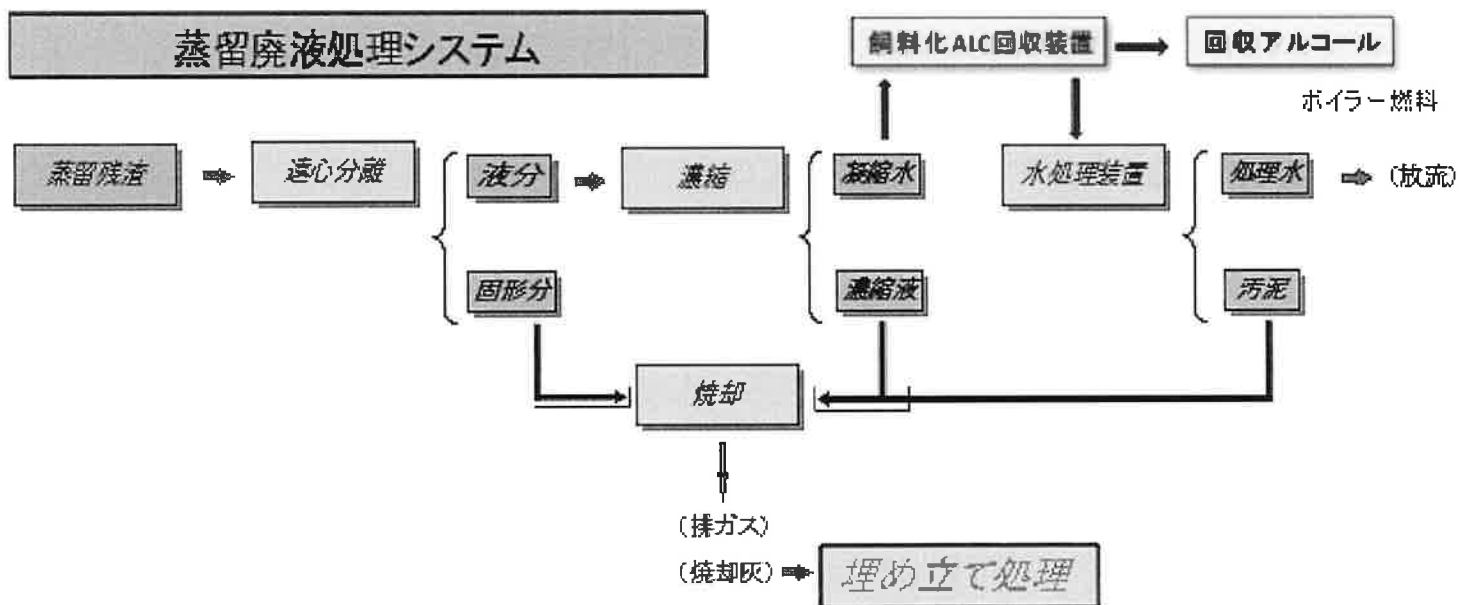 蒸留廃液処理システム
飼料化ALC回収装置
回収アルコール
ボイラー燃料
蒸留残渣
遠心分離
液分
濃縮
凝縮水
水処理装置
処理水
(放流)
固形分
濃縮液
汚泥
焼却
(排ガス)
(焼却灰)
埋め立て処理